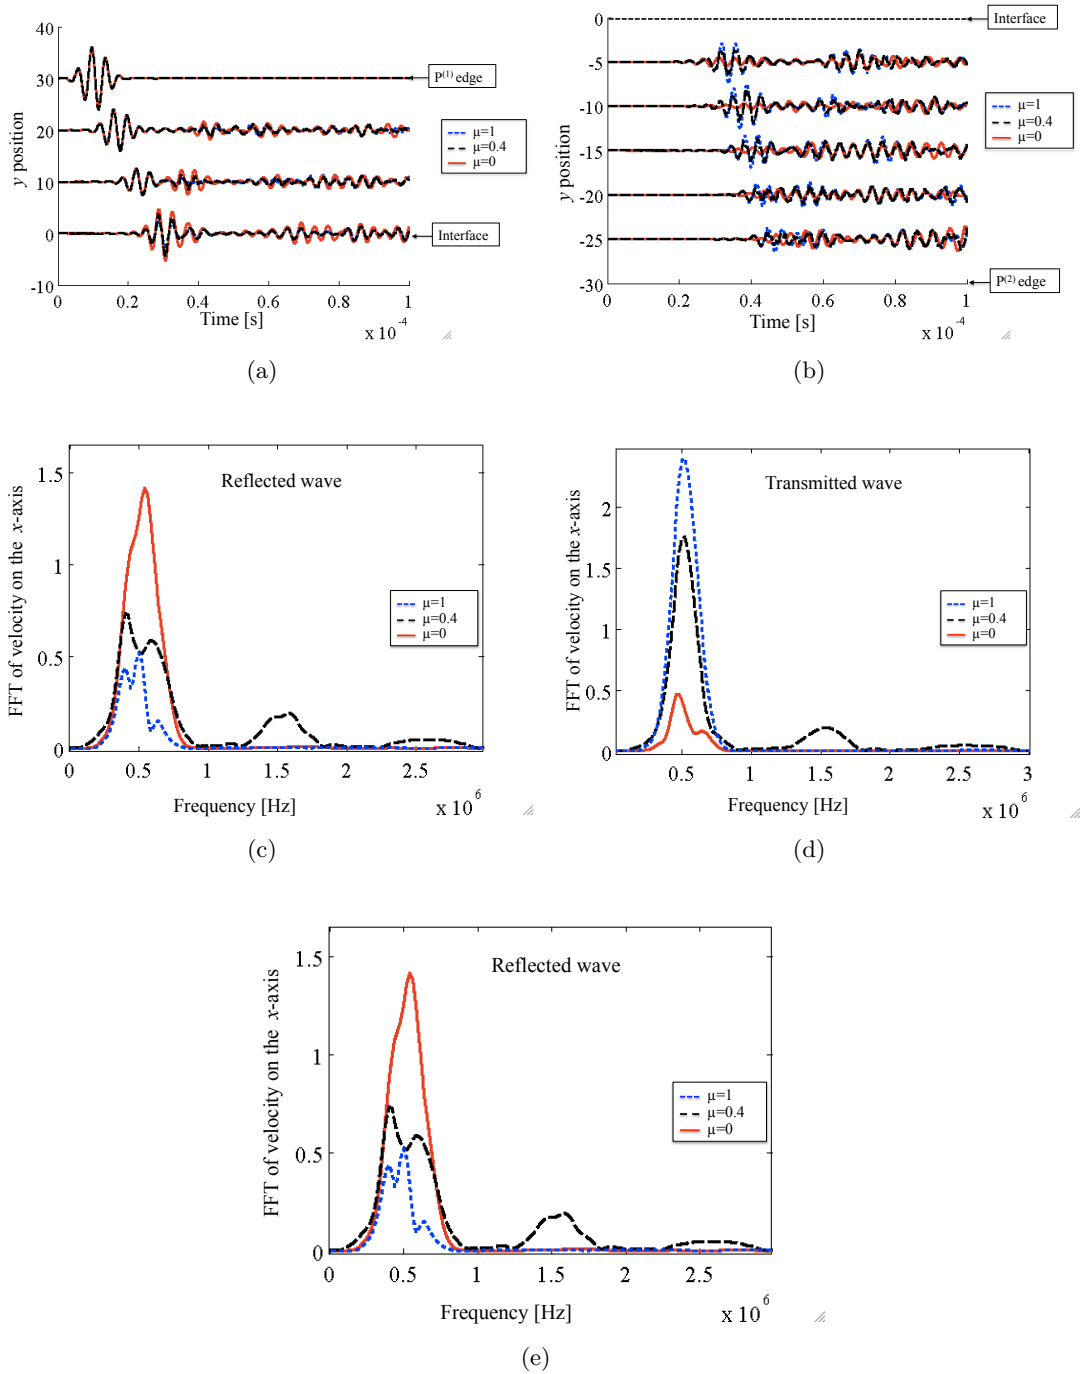 40
30
20
10
0
-10
y position
0
0.2
0.4
0.6
0.8
1
Time [s]
x 10⁻⁴
P⁽¹⁾ edge
μ=1
μ=0.4
μ=0
Interface
(a)
0
-5
-10
-15
-20
-25
-30
y position
0
0.2
0.4
0.6
0.8
1
Time [s]
x 10⁻⁴
Interface
μ=1
μ=0.4
μ=0
P⁽²⁾ edge
(b)
Reflected wave
FFT of velocity on the x-axis
1.5
1
0.5
0
0
0.5
1
1.5
2
2.5
Frequency [Hz]
x 10⁶
μ=1
μ=0.4
μ=0
(c)
Transmitted wave
FFT of velocity on the x-axis
2
1.5
1
0.5
0
0.5
1
1.5
2
2.5
3
Frequency [Hz]
x 10⁶
μ=1
μ=0.4
μ=0
(d)
Reflected wave
FFT of velocity on the x-axis
1.5
1
0.5
0
0
0.5
1
1.5
2
2.5
Frequency [Hz]
x 10⁶
μ=1
μ=0.4
μ=0
(e)